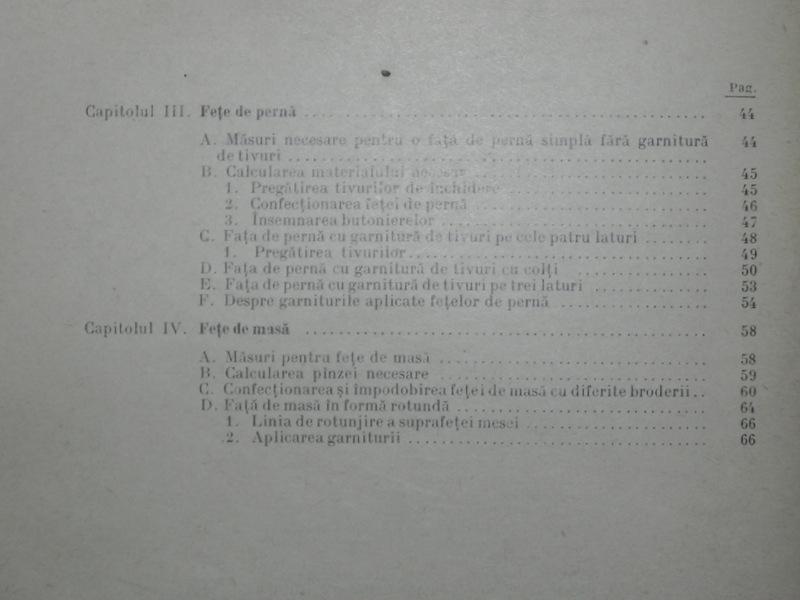 Pag.
Capitolul III. Fețe de pernă . . . . . . . . . . . . . . . . . . . . 44
A. Măsuri necesare pentru o față de pernă simplă fără garnitură 44
de tivuri . . . . . . . . . . . . . . . . . . . .
B. Calcularea materialului necesar . . . . . . . . . . 45
1. Pregătirea tivurilor de închidere . . . . . . . . . . 45
2. Confecționarea feței de pernă . . . . . . . . . . 46
3. Însemnarea butonierelor . . . . . . . . . . 47
C. Fața de pernă cu garnitură de tivuri pe cele patru laturi . . . . . . 48
1. Pregătirea tivurilor . . . . . . . . . . 49
D. Fața de pernă cu garnitură de tivuri cu colți . . . . . . . . . . 50
E. Fața de pernă cu garnitură de tivuri pe trei laturi . . . . . . . . . . 53
F. Despre garniturile aplicate fețelor de pernă . . . . . . . . . . 54
Capitolul IV. Fețe de masă . . . . . . . . . . . . . . . . . . . . 58
A. Măsuri pentru fețe de masă . . . . . . . . . . 58
B. Calcularea pînzei necesare . . . . . . . . . . 59
C. Confecționarea și împodobirea feței de masă cu diferite broderii . . 60
D. Față de masă în formă rotundă . . . . . . . . . . 64
1. Linia de rotunjire a suprafeței mesei . . . . . . . . . . 66
2. Aplicarea garniturii . . . . . . . . . . 66